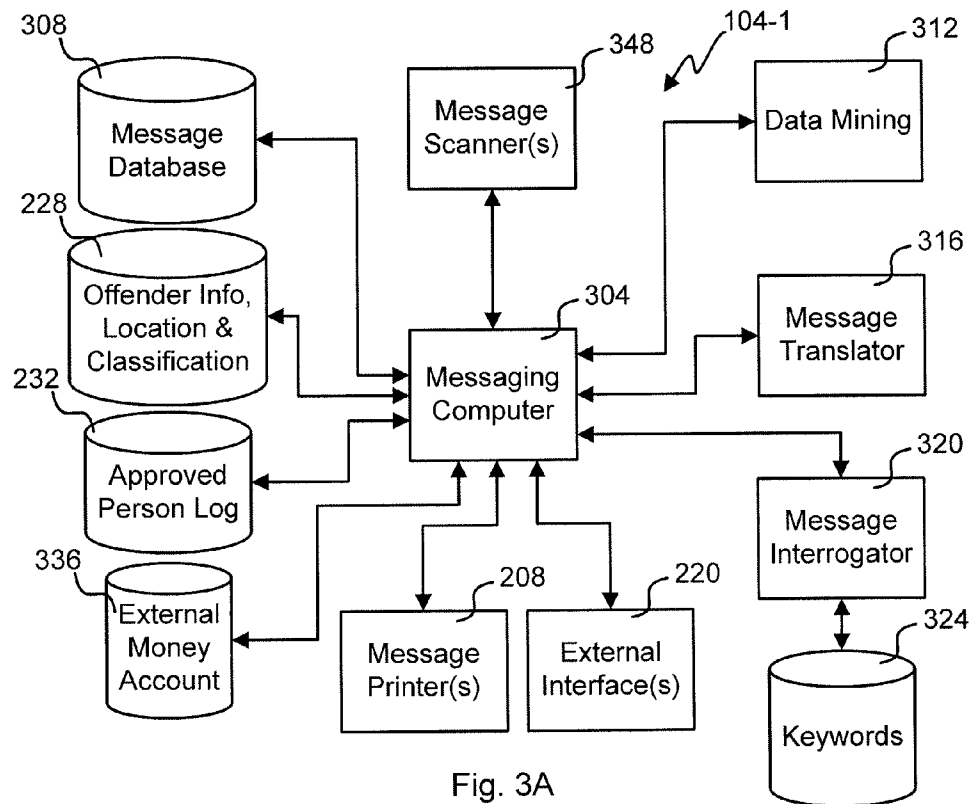 308
348
104-1
312
Message
Database
Message
Scanner(s)
Data Mining
228
Offender Info,
Location &
Classification
304
Messaging
Computer
316
Message
Translator
232
Approved
Person Log
320
Message
Interrogator
336
External
Money
Account
208
Message
Printer(s)
220
External
Interface(s)
324
Keywords
Fig. 3A